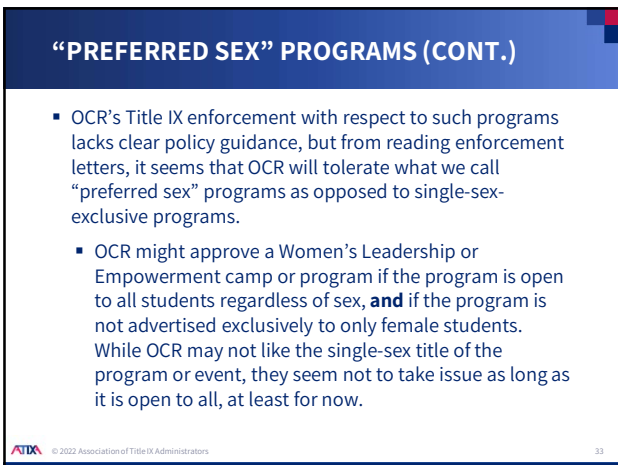 “PREFERRED SEX” PROGRAMS (CONT.)
▪ OCR’s Title IX enforcement with respect to such programs
lacks clear policy guidance, but from reading enforcement
letters, it seems that OCR will tolerate what we call
“preferred sex” programs as opposed to single-sex-
exclusive programs.
▪ OCR might approve a Women’s Leadership or
Empowerment camp or program if the program is open
to all students regardless of sex, and if the program is
not advertised exclusively to only female students.
While OCR may not like the single-sex title of the
program or event, they seem not to take issue as long as
it is open to all, at least for now.
ATIXA © 2022 Association of Title IX Administrators 33